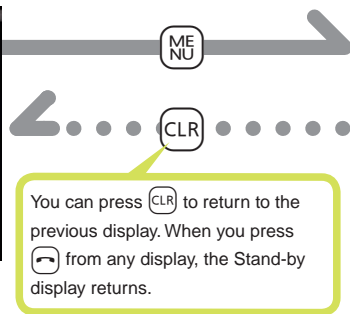 ME
NU
CLR
You can press CLR to return to the
previous display. When you press
from any display, the Stand-by
display returns.